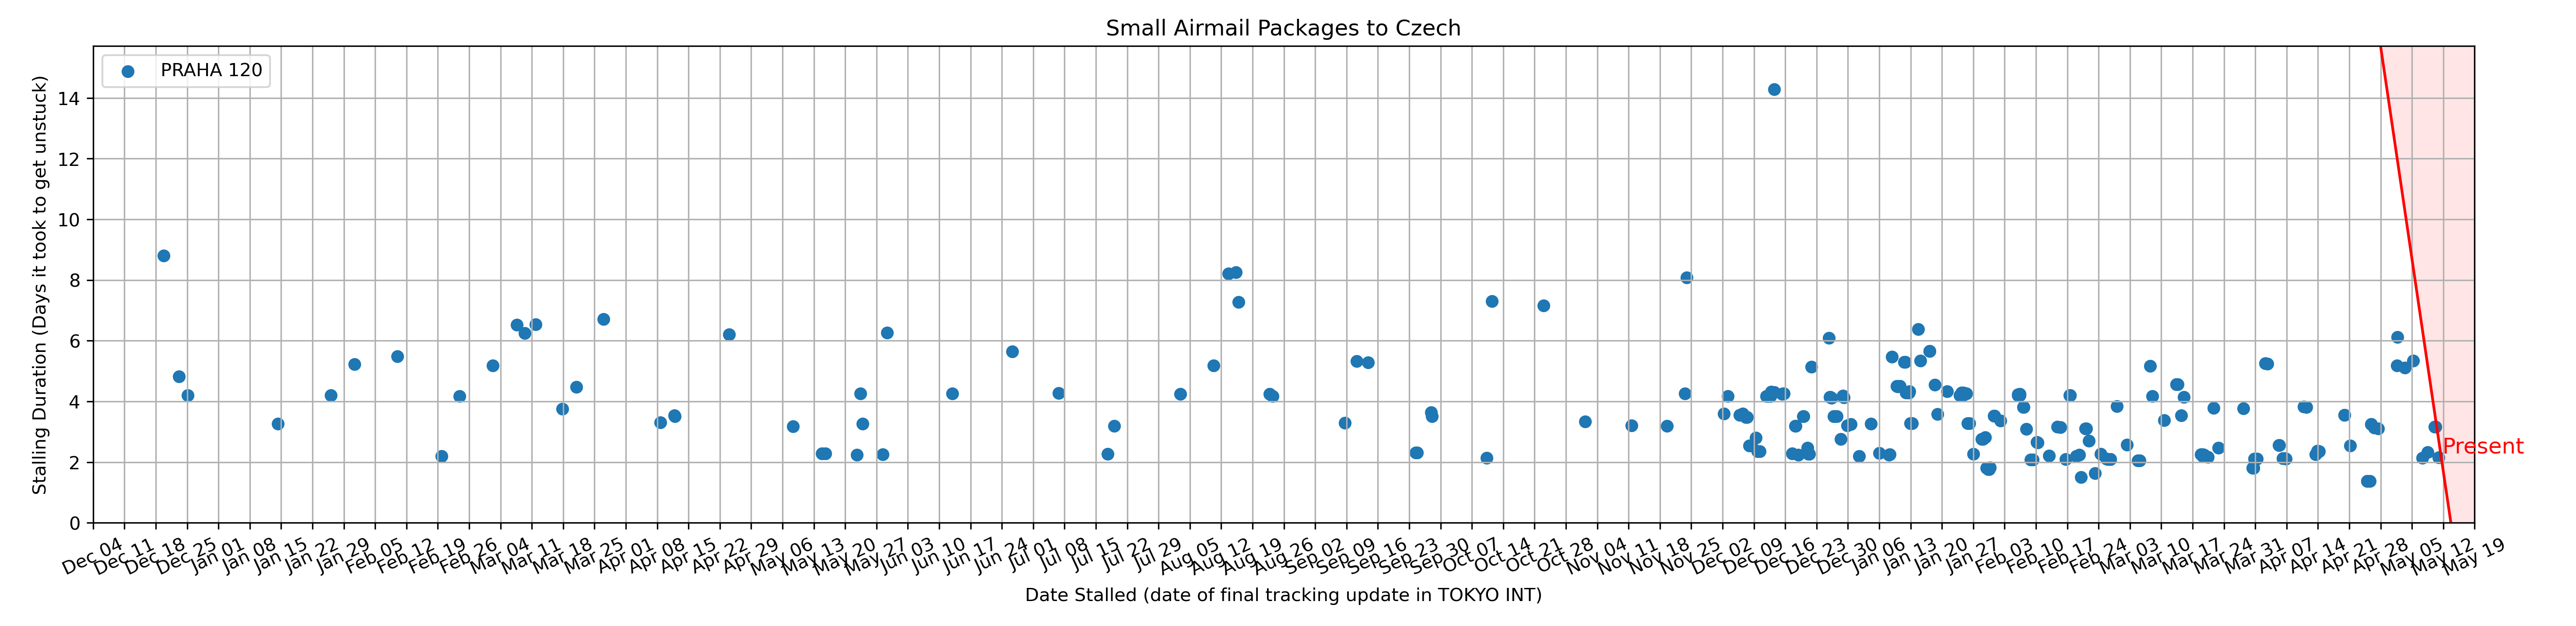 Small Airmail Packages to Czech
PRAHA 120
Stalling Duration (Days it took to get unstuck)
14
12
10
8
6
4
2
0
Present
Dec 04
Dec 11
Dec 18
Dec 25
Jan 01
Jan 08
Jan 15
Jan 22
Jan 29
Feb 05
Feb 12
Feb 19
Feb 26
Mar 04
Mar 11
Mar 18
Mar 25
Apr 01
Apr 08
Apr 15
Apr 22
Apr 29
May 06
May 13
May 20
May 27
Jun 03
Jun 10
Jun 17
Jun 24
Jul 01
Jul 08
Jul 15
Jul 22
Jul 29
Aug 05
Aug 12
Aug 19
Aug 26
Sep 02
Sep 09
Sep 16
Sep 23
Sep 30
Oct 07
Oct 14
Oct 21
Oct 28
Nov 04
Nov 11
Nov 18
Nov 25
Dec 02
Dec 09
Dec 16
Dec 23
Dec 30
Jan 06
Jan 13
Jan 20
Jan 27
Feb 03
Feb 10
Feb 17
Feb 24
Mar 03
Mar 10
Mar 17
Mar 24
Mar 31
Apr 07
Apr 14
Apr 21
Apr 28
May 05
May 12
May 19
Date Stalled (date of final tracking update in TOKYO INT)